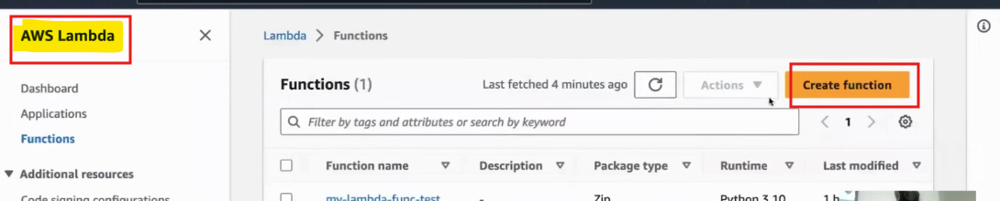 AWS Lambda
Dashboard
Applications
Functions
Additional resources
Code signing configurations
Lambda > Functions
Functions (1)
Last fetched 4 minutes ago
Actions
Create function
Filter by tags and attributes or search by keyword
1
Function name Description Package type Runtime Last modified
my-lambda-func-test - Zip Python 3.10 1 h